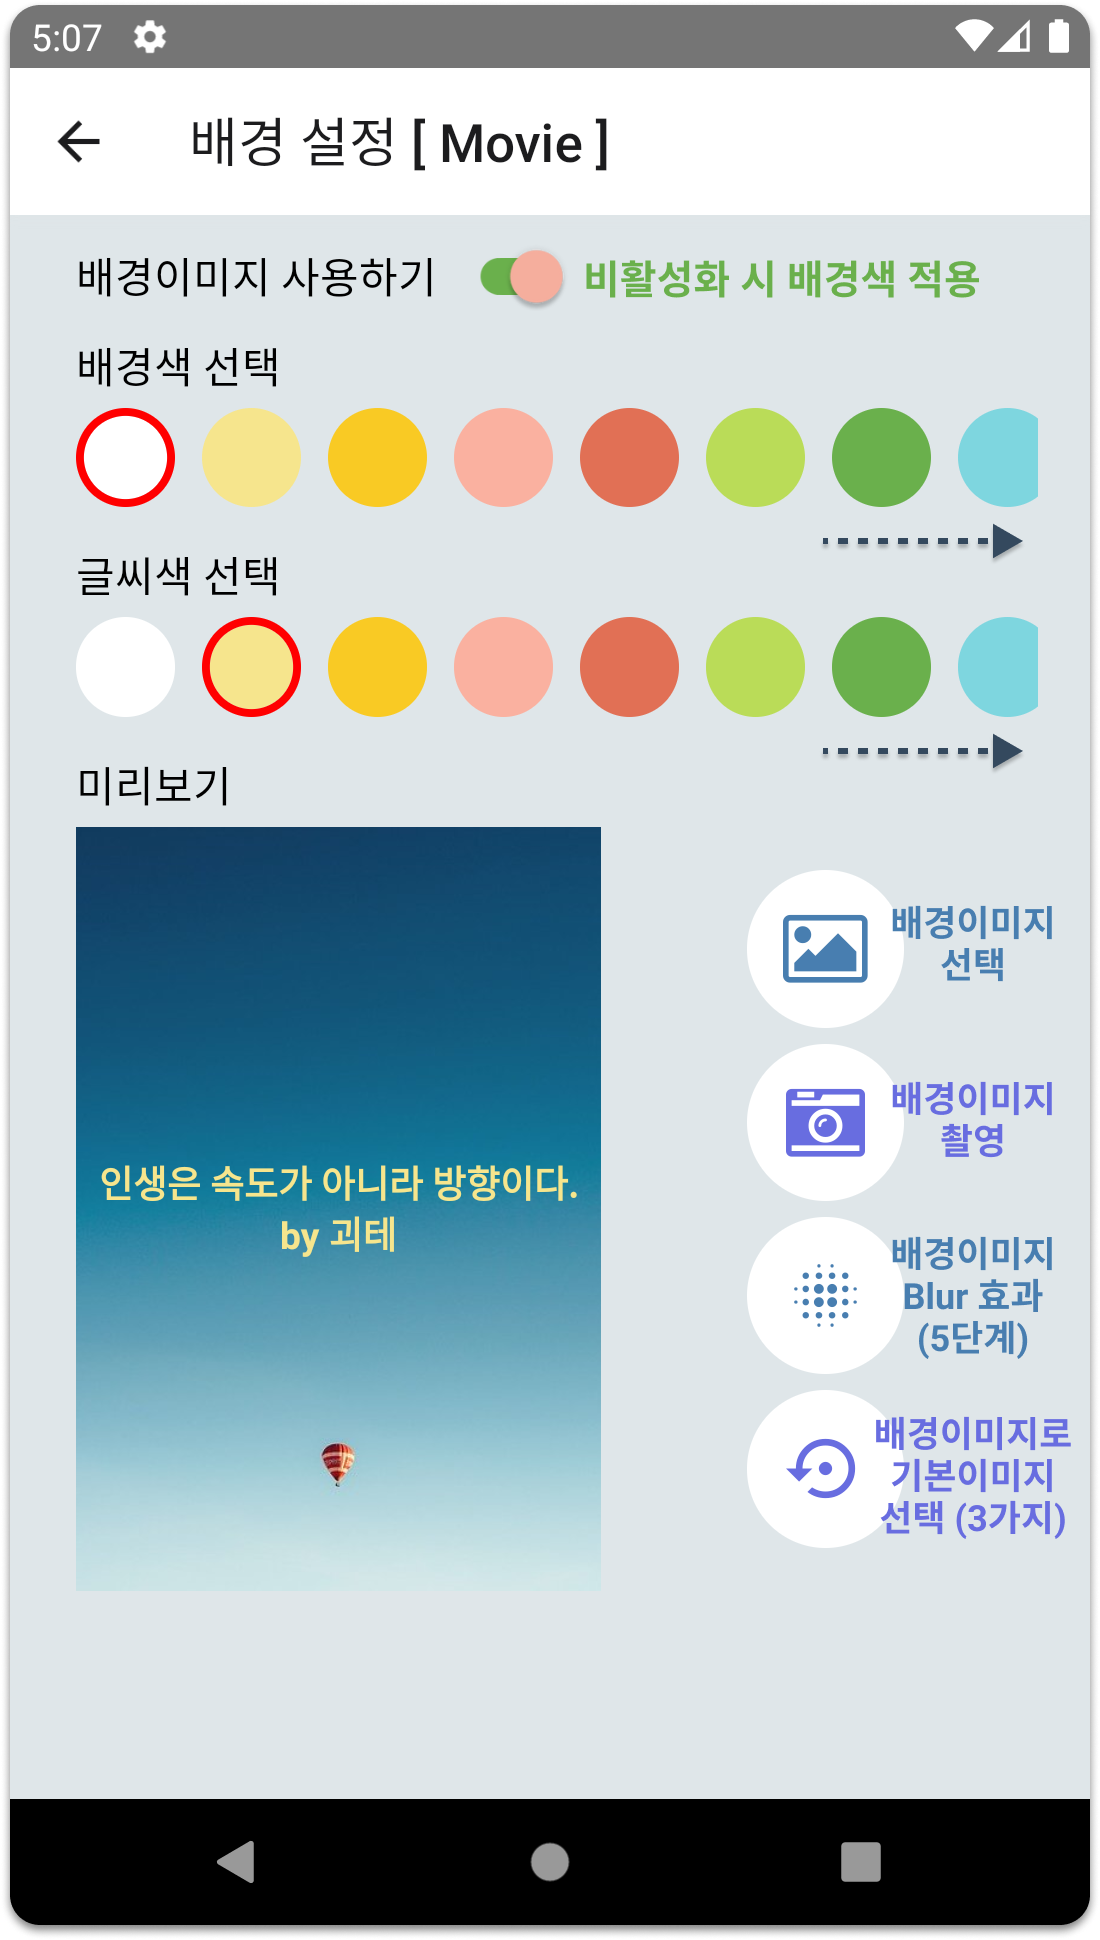 5:07
배경 설정 [ Movie ]
배경이미지 사용하기
비활성화 시 배경색 적용
배경색 선택
글씨색 선택
미리보기
인생은 속도가 아니라 방향이다.
by 괴테
배경이미지
선택
배경이미지
촬영
배경이미지
Blur 효과
(5단계)
배경이미지로
기본이미지
선택 (3가지)